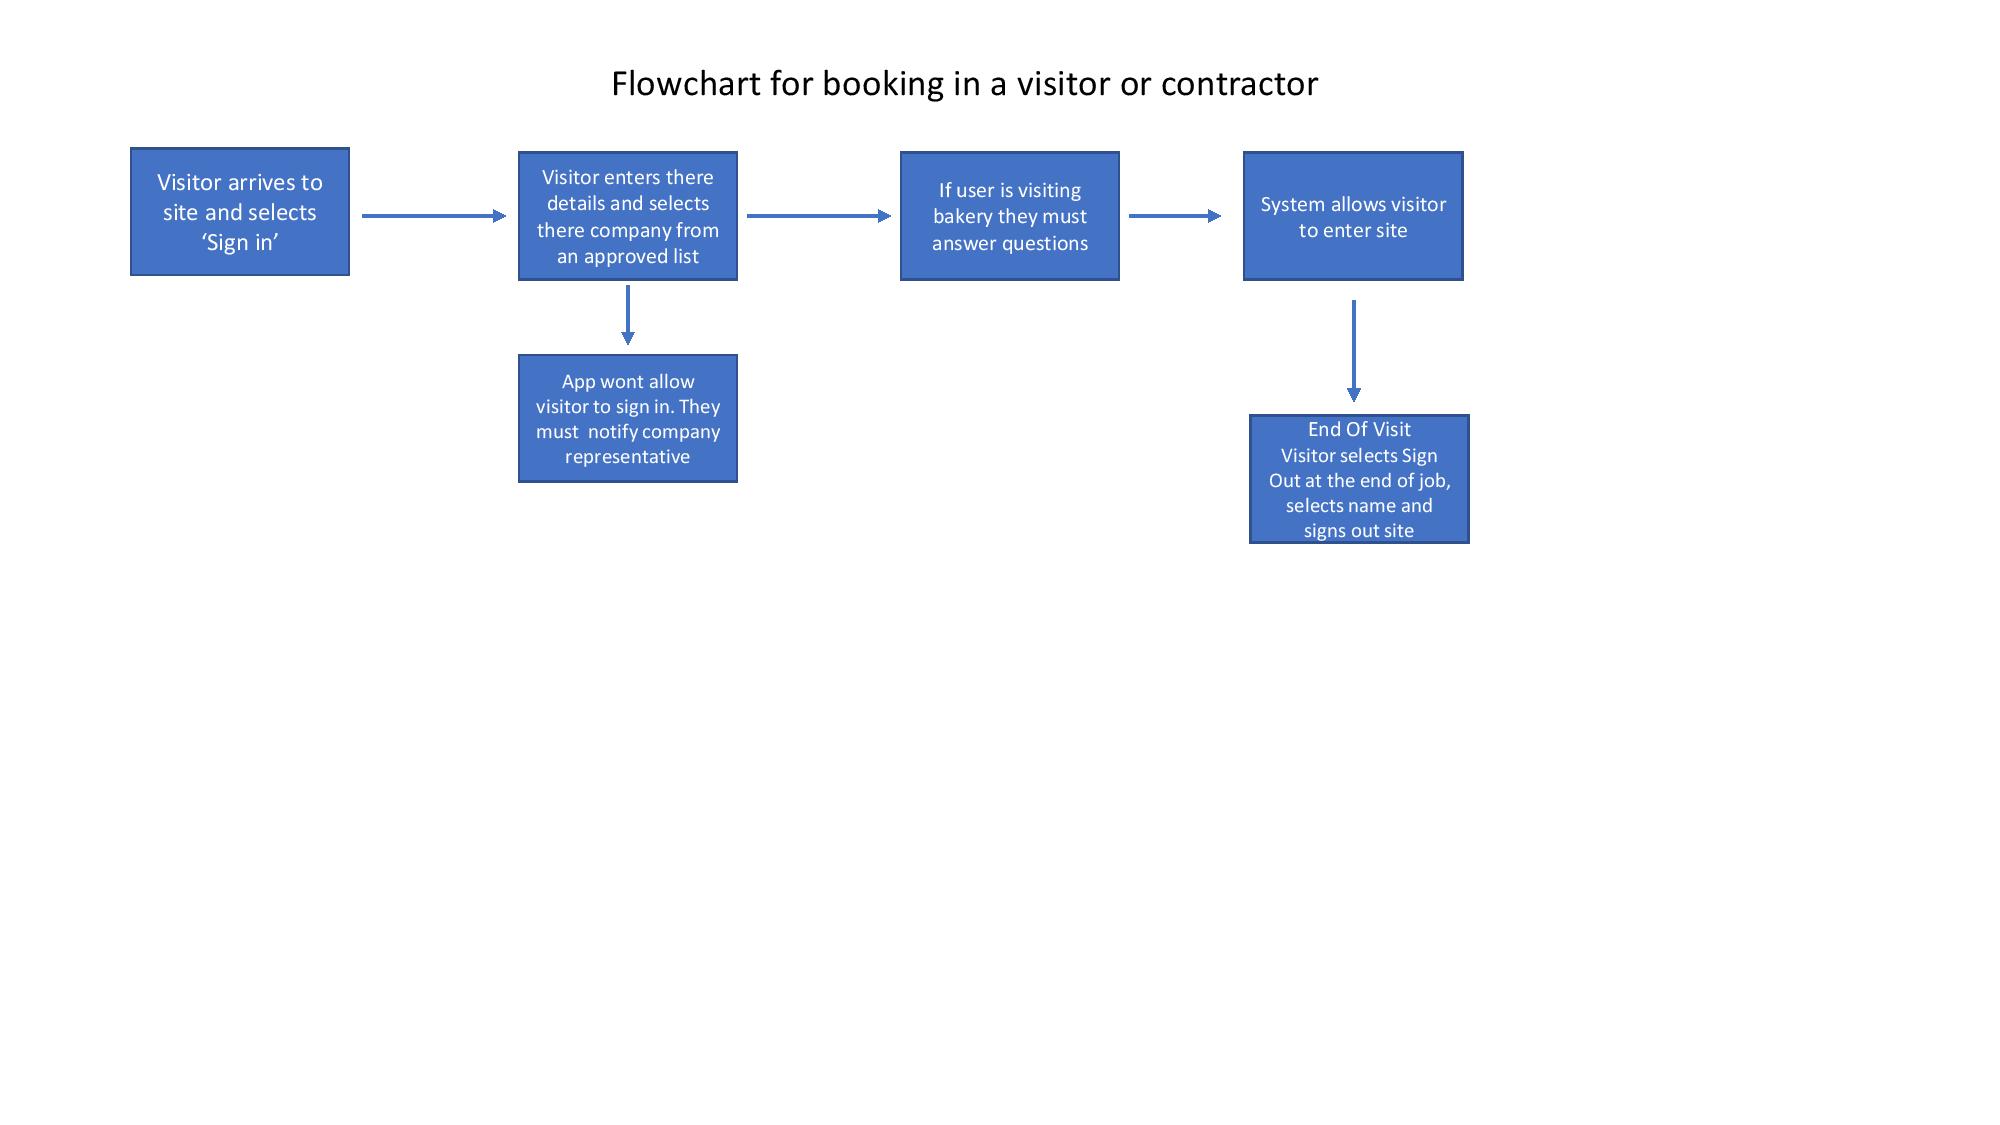 Flowchart for booking in a visitor or contractor
Visitor arrives to
site and selects
‘Sign in’
Visitor enters there
details and selects
there company from
an approved list
If user is visiting
bakery they must
answer questions
System allows visitor
to enter site
App wont allow
visitor to sign in. They
must  notify company
representative
End Of Visit
Visitor selects Sign
Out at the end of job,
selects name and
signs out site